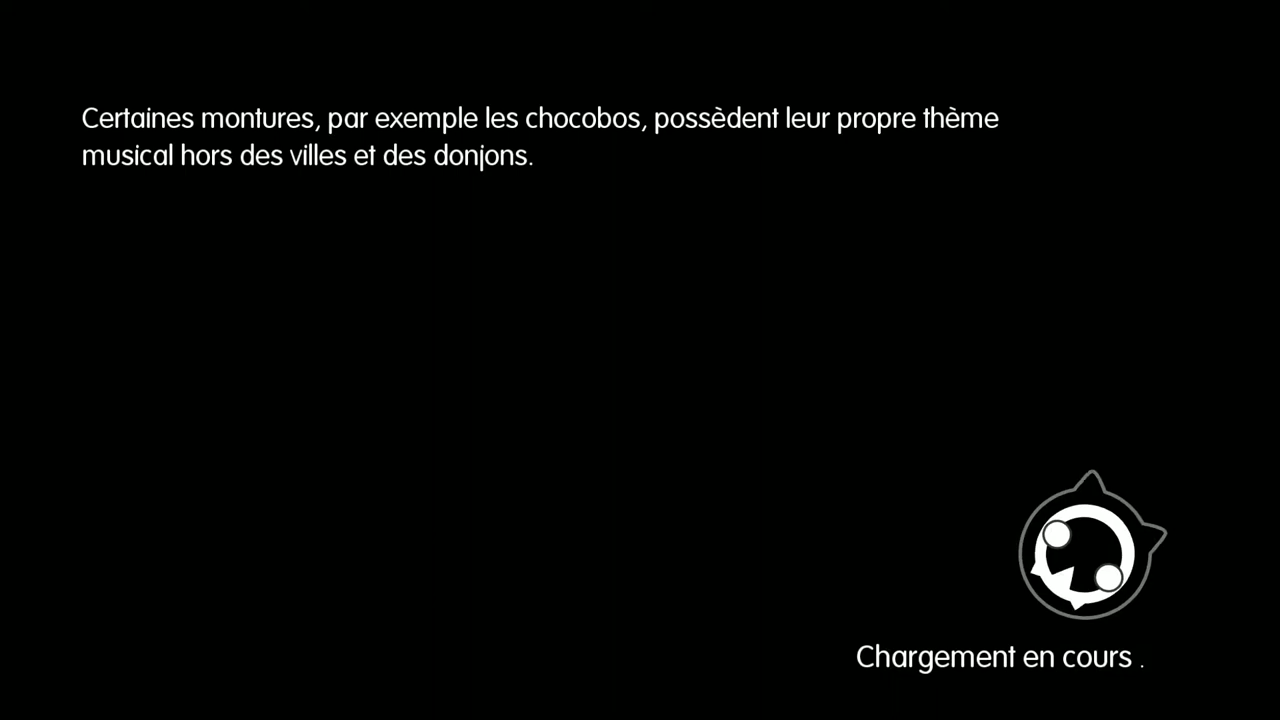 Certaines montures, par exemple les chocobos, possèdent leur propre thème
musical hors des villes et des donjons.
Chargement en cours .